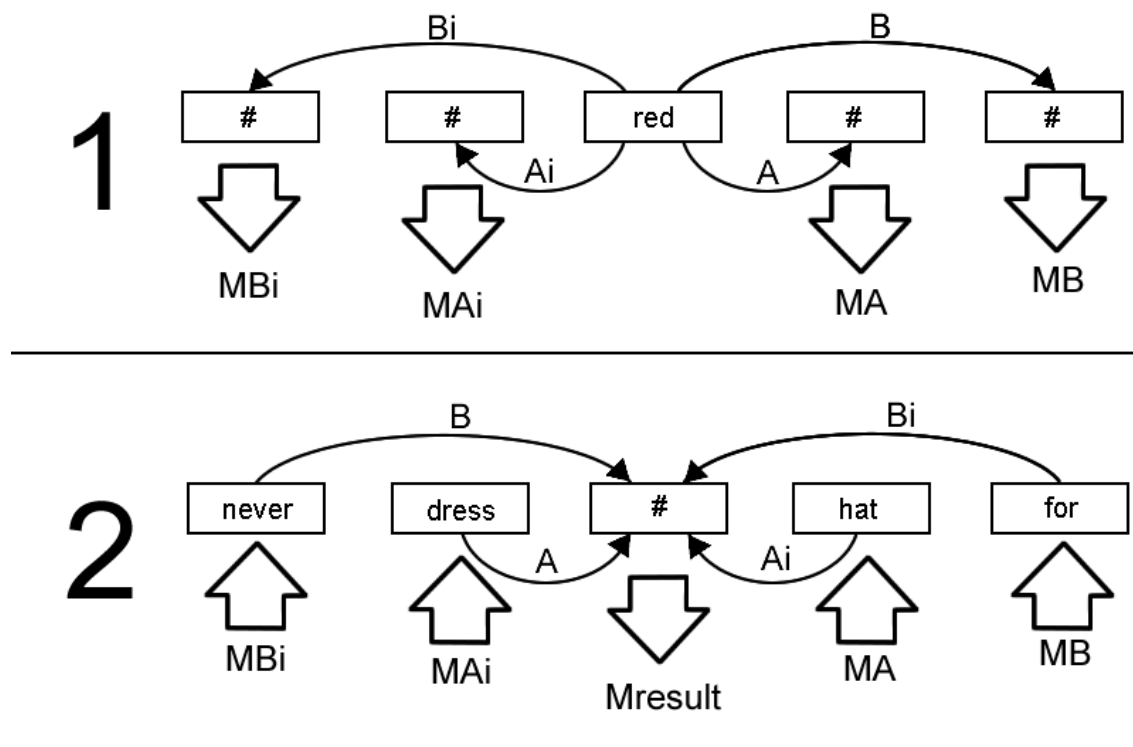 Bi
B
1
#
#
red
#
#
Ai
A
MBi
MAi
MA
MB
B
Bi
2
never
dress
#
hat
for
A
Ai
MBi
MAi
Mresult
MA
MB